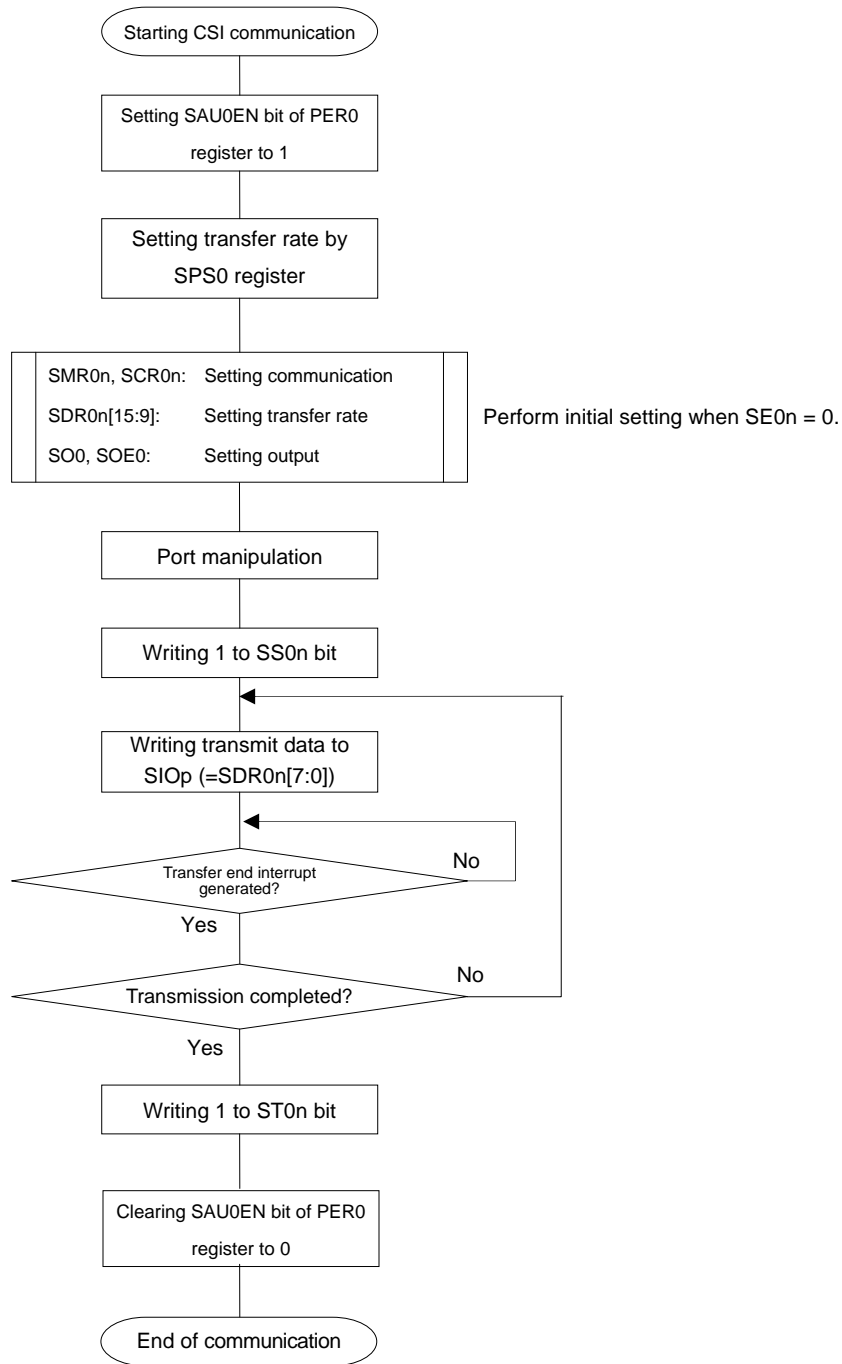 Starting CSI communication
Setting SAU0EN bit of PER0
register to 1
Setting transfer rate by
SPS0 register
SMR0n, SCR0n: Setting communication
SDR0n[15:9]: Setting transfer rate
SO0, SOE0: Setting output
Perform initial setting when SE0n = 0.
Port manipulation
Writing 1 to SS0n bit
Writing transmit data to
SIOp (=SDR0n[7:0])
Transfer end interrupt
generated?
No
Yes
Transmission completed?
No
Yes
Writing 1 to ST0n bit
Clearing SAU0EN bit of PER0
register to 0
End of communication